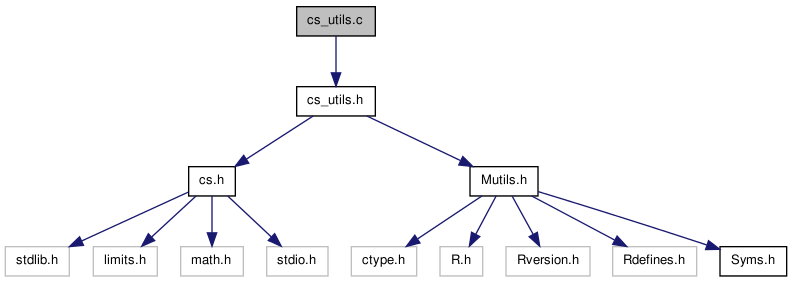 cs_utils.c
cs_utils.h
cs.h
Mutils.h
stdlib.h
limits.h
math.h
stdio.h
ctype.h
R.h
Rversion.h
Rdefines.h
Syms.h